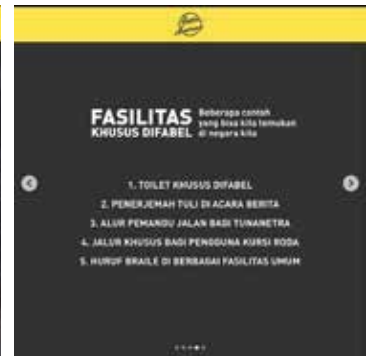 FASILITAS
KHUSUS DIFABEL
Beberapa contoh
yang bisa kita temukan
di negara kita
1. TOILET KHUSUS DIFABEL
2. PENERJEMAH TULI DI ACARA BERITA
3. ALUR PEMANDU JALAN BAGI TUNANETRA
4. JALUR KHUSUS BAGI PENGGUNA KURSI RODA
5. HURUF BRAILE DI BERBAGAI FASILITAS UMUM